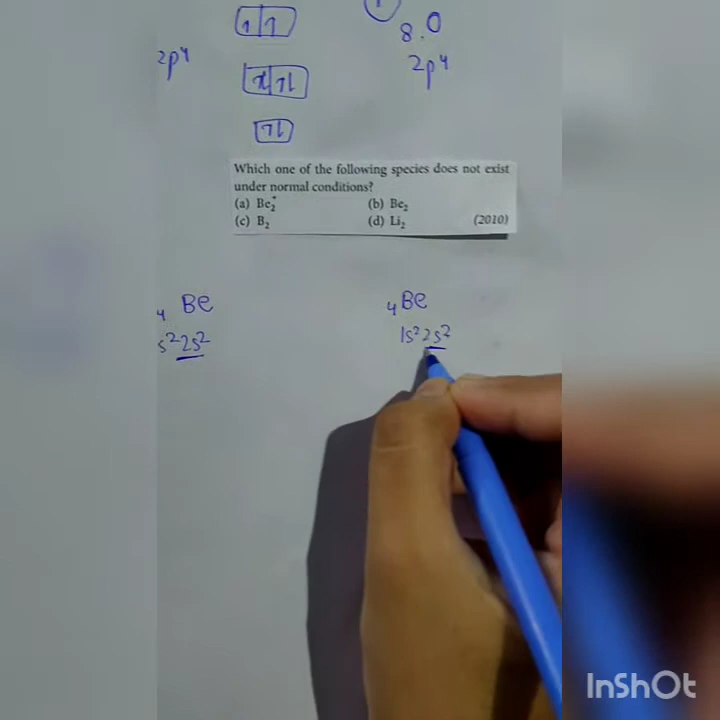 8.0
2p⁴
2p⁴
Which one of the following species does not exist
under normal conditions?
(a) Be₂⁺ (b) Be₂
(c) B₂ (d) Li₂ (2010)
₄Be ₄Be
s²2s² 1s²2s²
InShOt